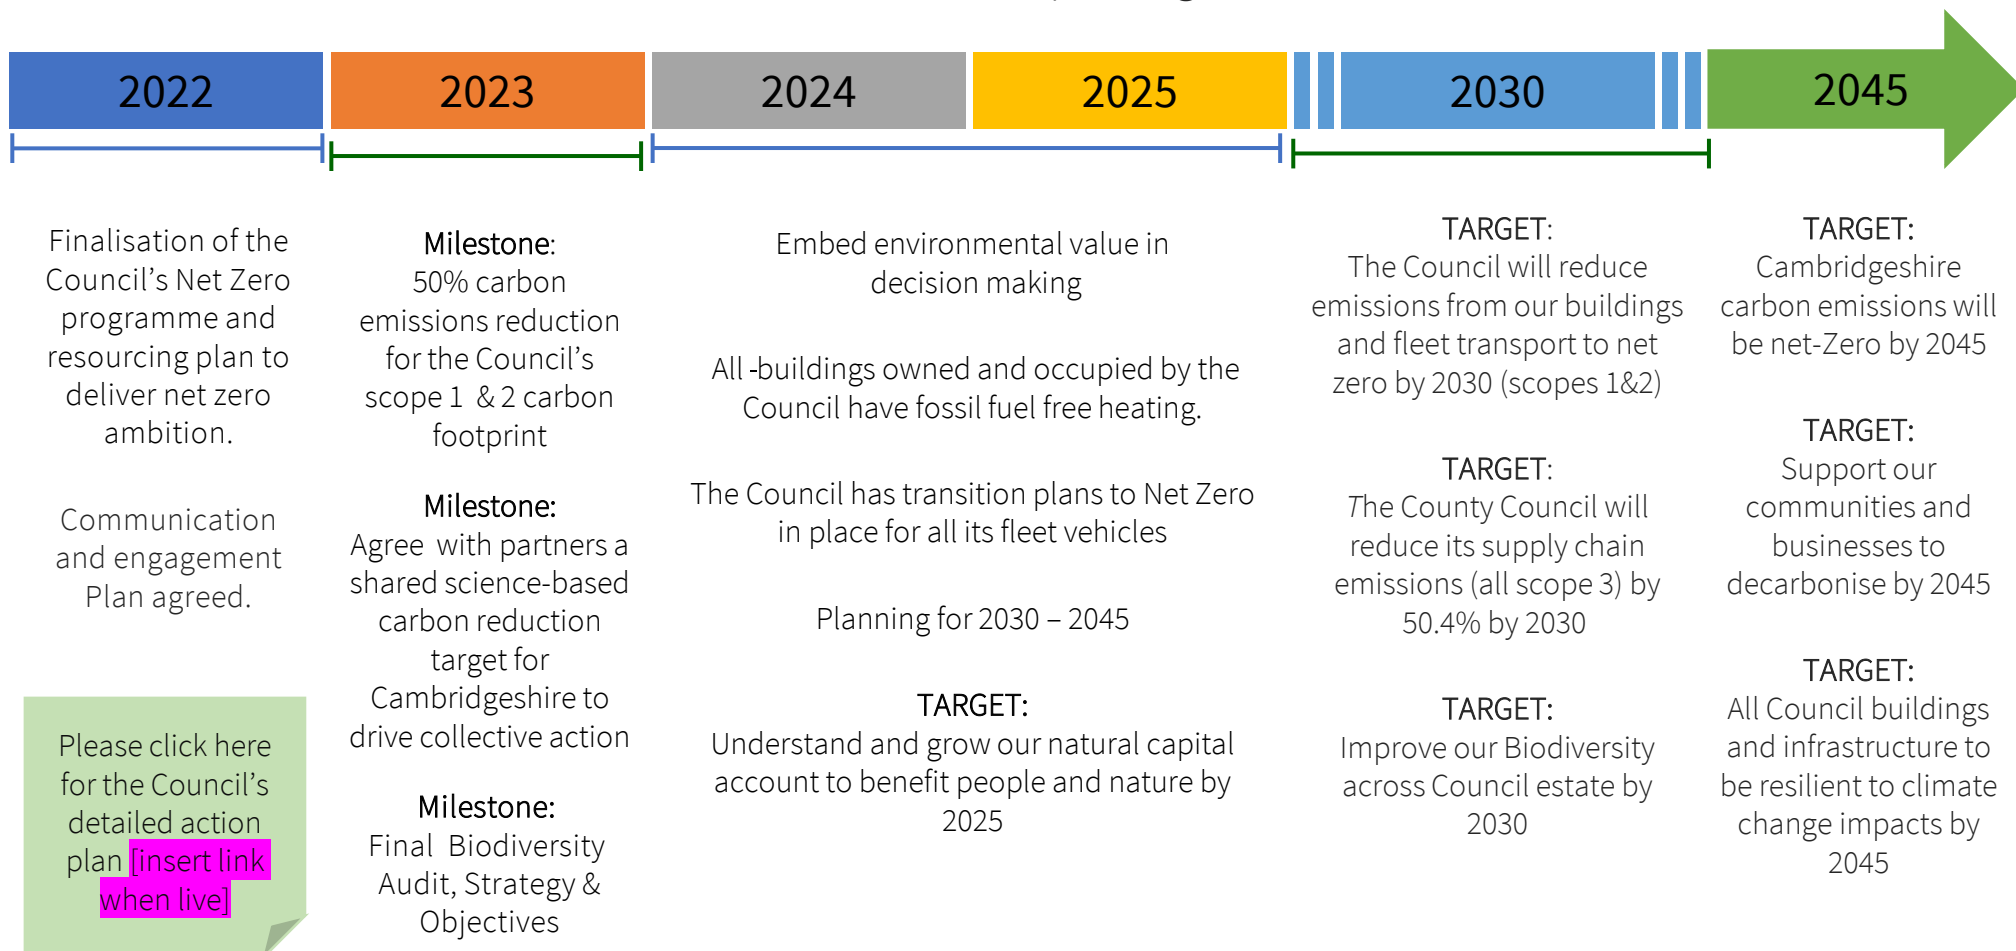 2022
2023
2024
2025
2030
2045
Finalisation of the
Council’s Net Zero
programme and
resourcing plan to
deliver net zero
ambition.
Communication
and engagement
Plan agreed.
Please click here
for the Council’s
detailed action
plan [insert link
when live]
Milestone:
50% carbon
emissions reduction
for the Council’s
scope 1 & 2 carbon
footprint
Milestone:
Agree with partners a
shared science-based
carbon reduction
target for
Cambridgeshire to
drive collective action
Milestone:
Final Biodiversity
Audit, Strategy &
Objectives
Embed environmental value in
decision making
All -buildings owned and occupied by the
Council have fossil fuel free heating.
The Council has transition plans to Net Zero
in place for all its fleet vehicles
Planning for 2030 – 2045
TARGET:
Understand and grow our natural capital
account to benefit people and nature by
2025
TARGET:
The Council will reduce
emissions from our buildings
and fleet transport to net
zero by 2030 (scopes 1&2)
TARGET:
The County Council will
reduce its supply chain
emissions (all scope 3) by
50.4% by 2030
TARGET:
Improve our Biodiversity
across Council estate by
2030
TARGET:
Cambridgeshire
carbon emissions will
be net-Zero by 2045
TARGET:
Support our
communities and
businesses to
decarbonise by 2045
TARGET:
All Council buildings
and infrastructure to
be resilient to climate
change impacts by
2045